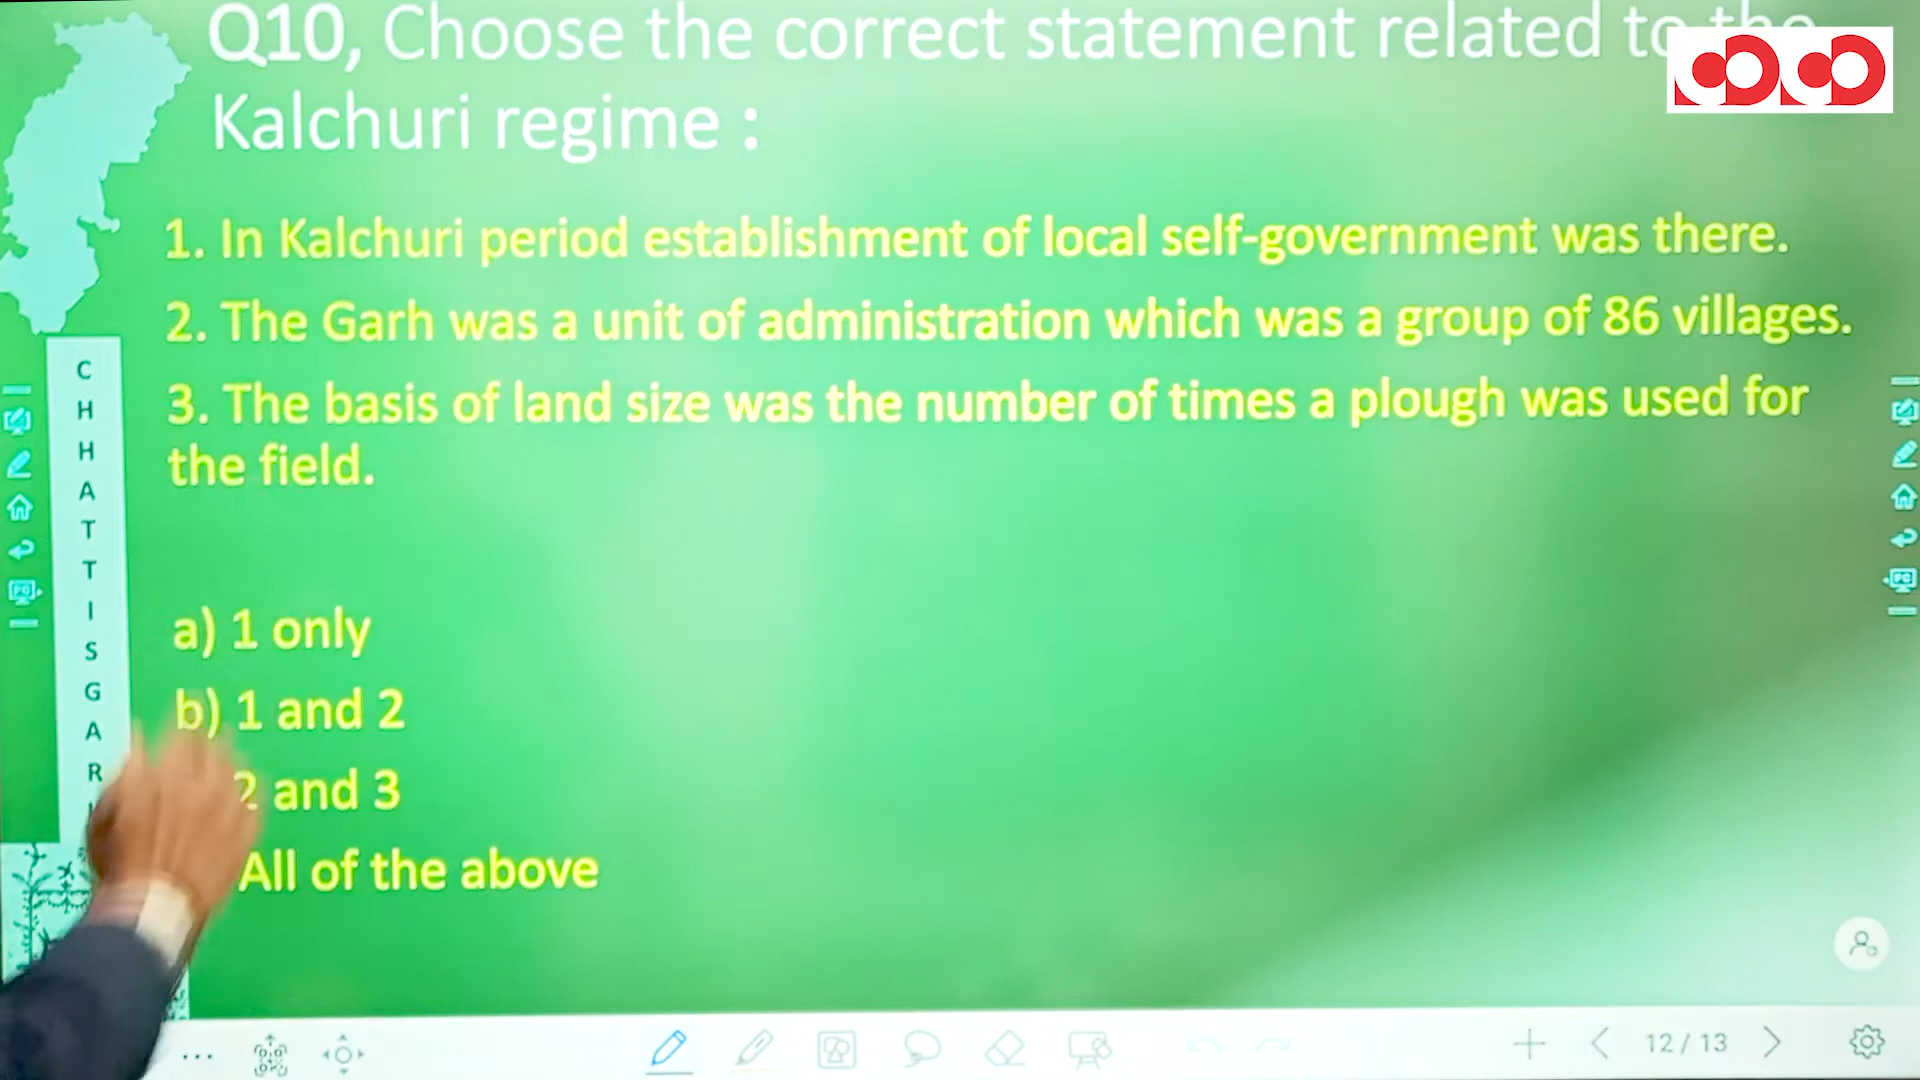 Q10, Choose the correct statement related to the
Kalchuri regime :
1. In Kalchuri period establishment of local self-government was there.
2. The Garh was a unit of administration which was a group of 86 villages.
3. The basis of land size was the number of times a plough was used for
the field.
a) 1 only
b) 1 and 2
2 and 3
All of the above
C
H
H
A
T
T
I
S
G
A
R
12 / 13